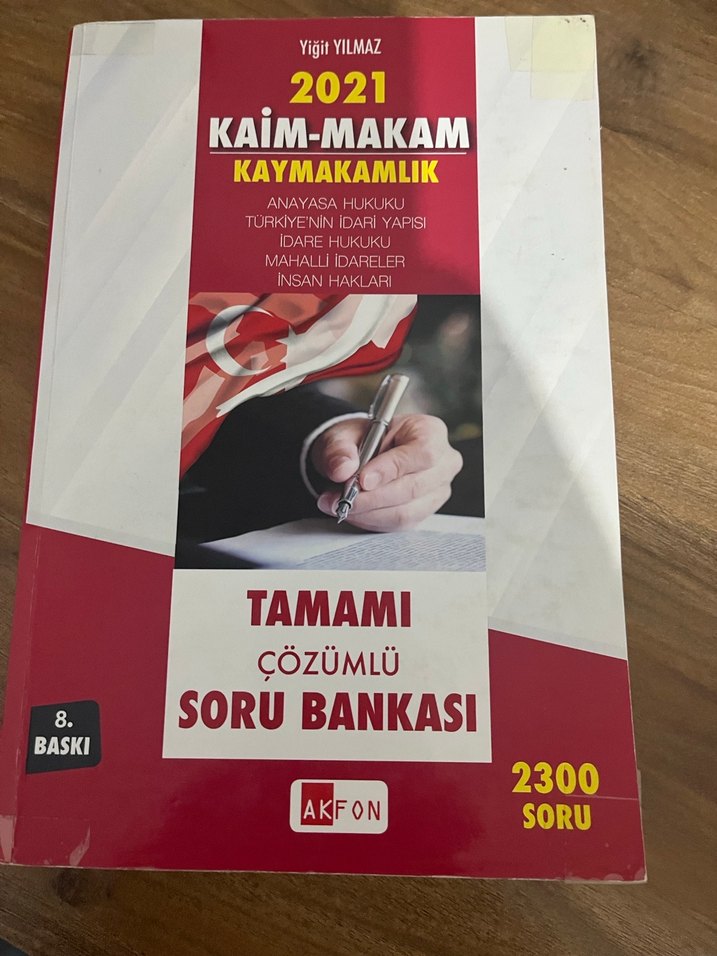 Yiğit YILMAZ
2021
KAİM-MAKAM
KAYMAKAMLIK
ANAYASA HUKUKU
TÜRKİYE'NİN İDARİ YAPISI
İDARE HUKUKU
MAHALLİ İDARELER
İNSAN HAKLARI
TAMAMI
ÇÖZÜMLÜ
SORU BANKASI
8.
BASKI
AKFON
2300
SORU